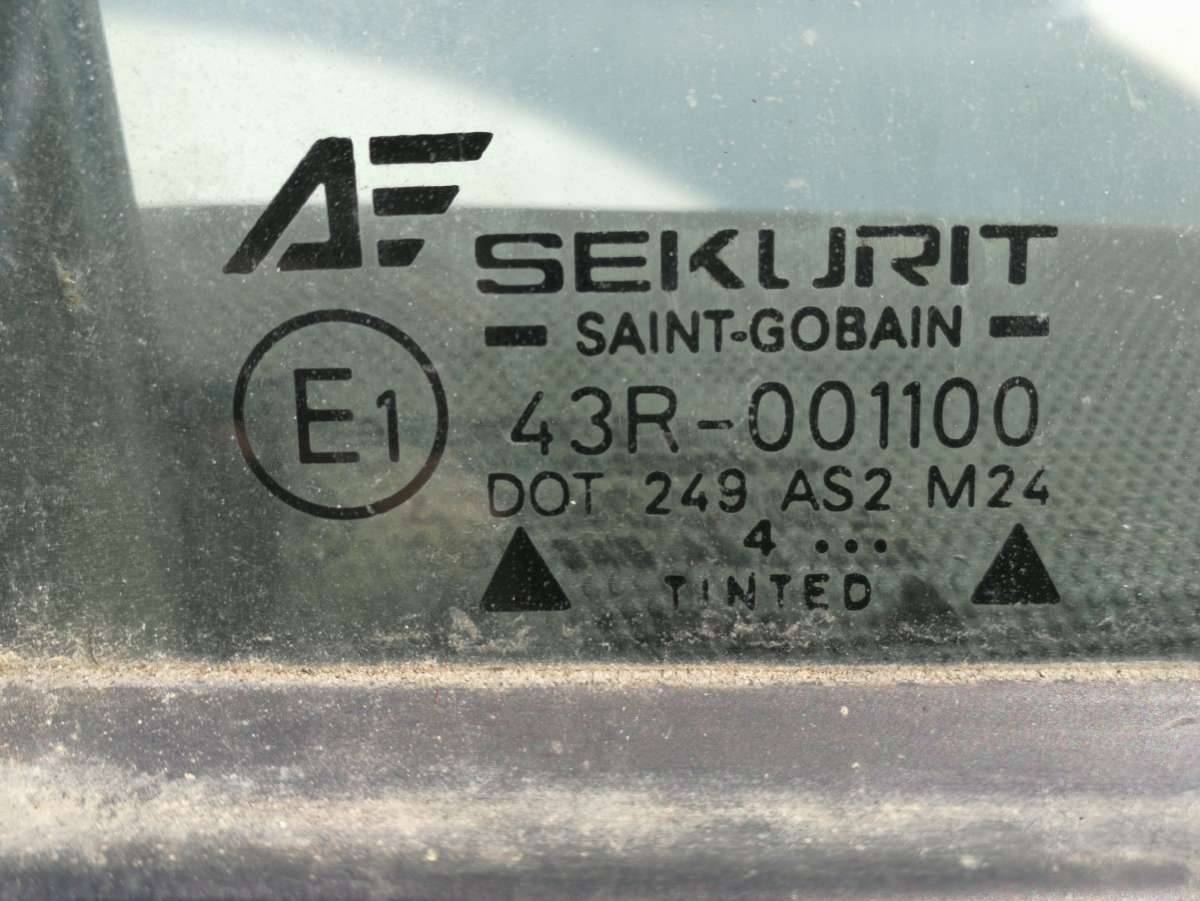 AF
SEKURIT
SAINT-GOBAIN
E1
43R-001100
DOT 249 AS2 M24
4 ...
TINTED